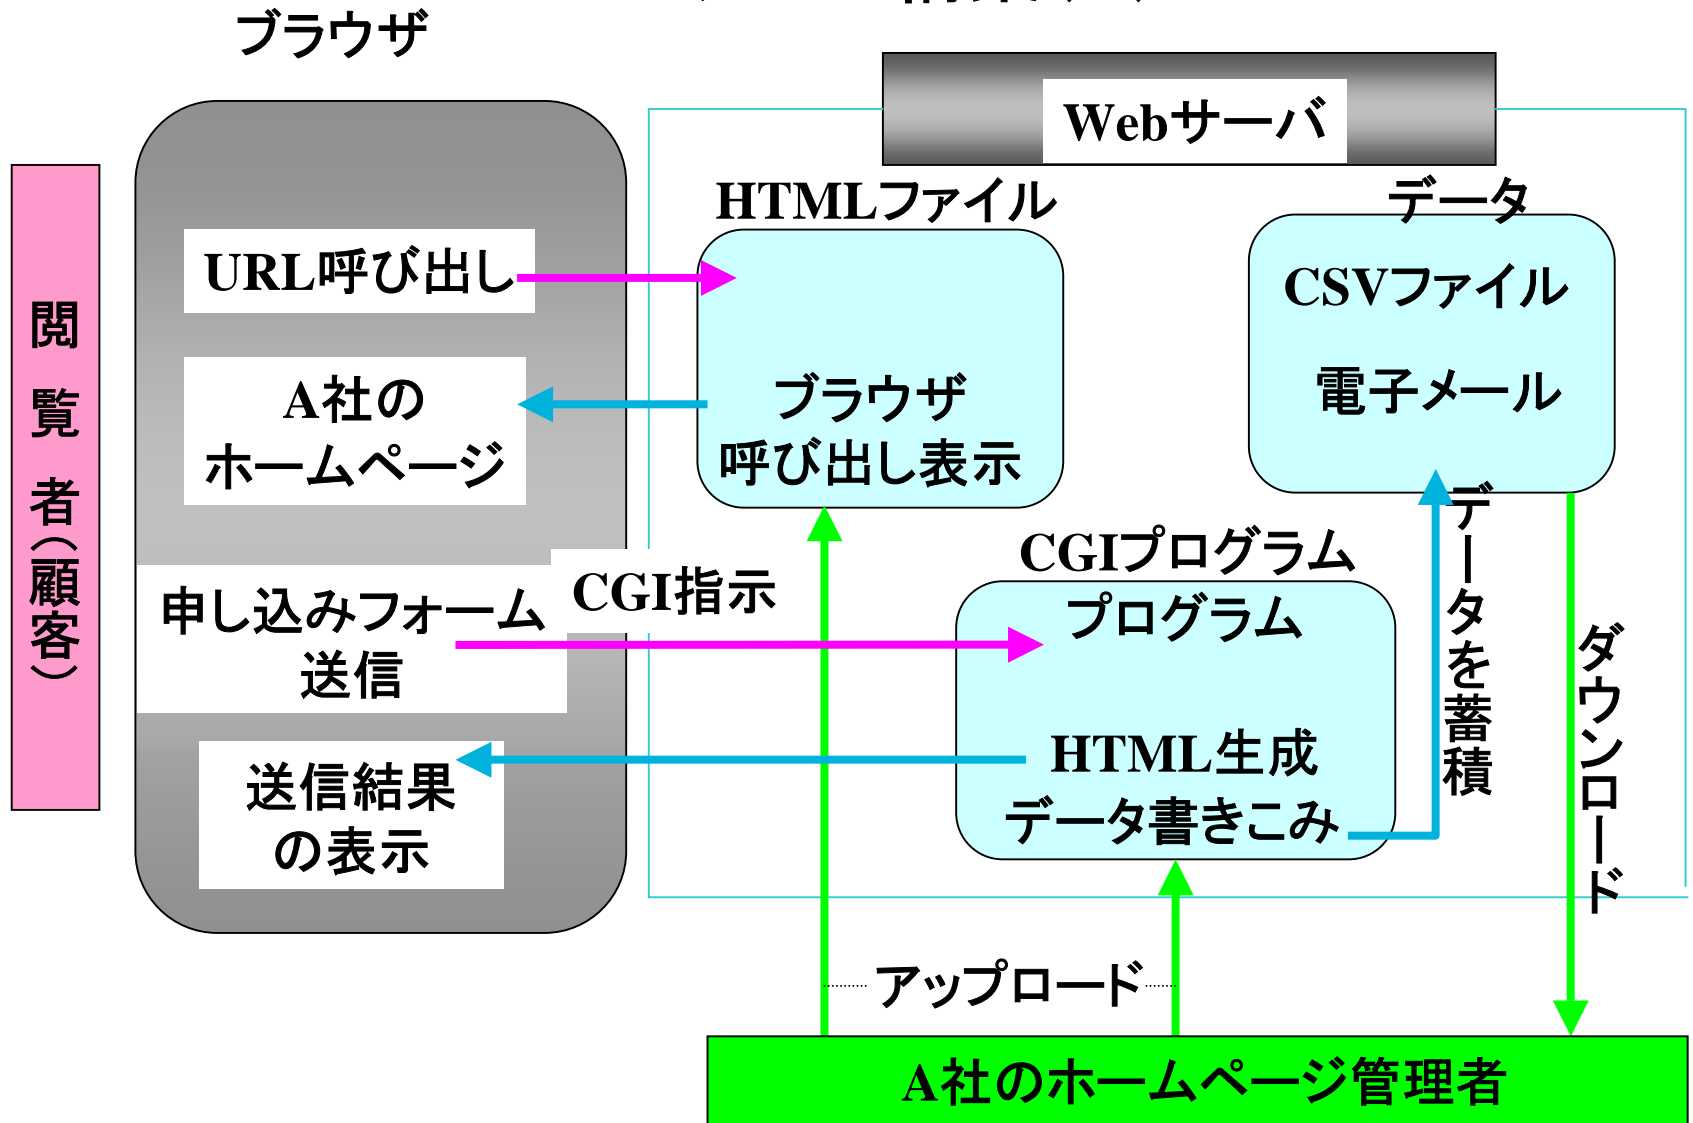 ブラウザ
Webサーバ
HTMLファイル
データ
URL呼び出し
CSVファイル
電子メール
A社の
ホームページ
ブラウザ
呼び出し表示
閲覧者(顧客)
CGIプログラム
CGI指示
申し込みフォーム
送信
プログラム
HTML生成
データ書きこみ
データを蓄積
ダウンロード
送信結果
の表示
アップロード
A社のホームページ管理者